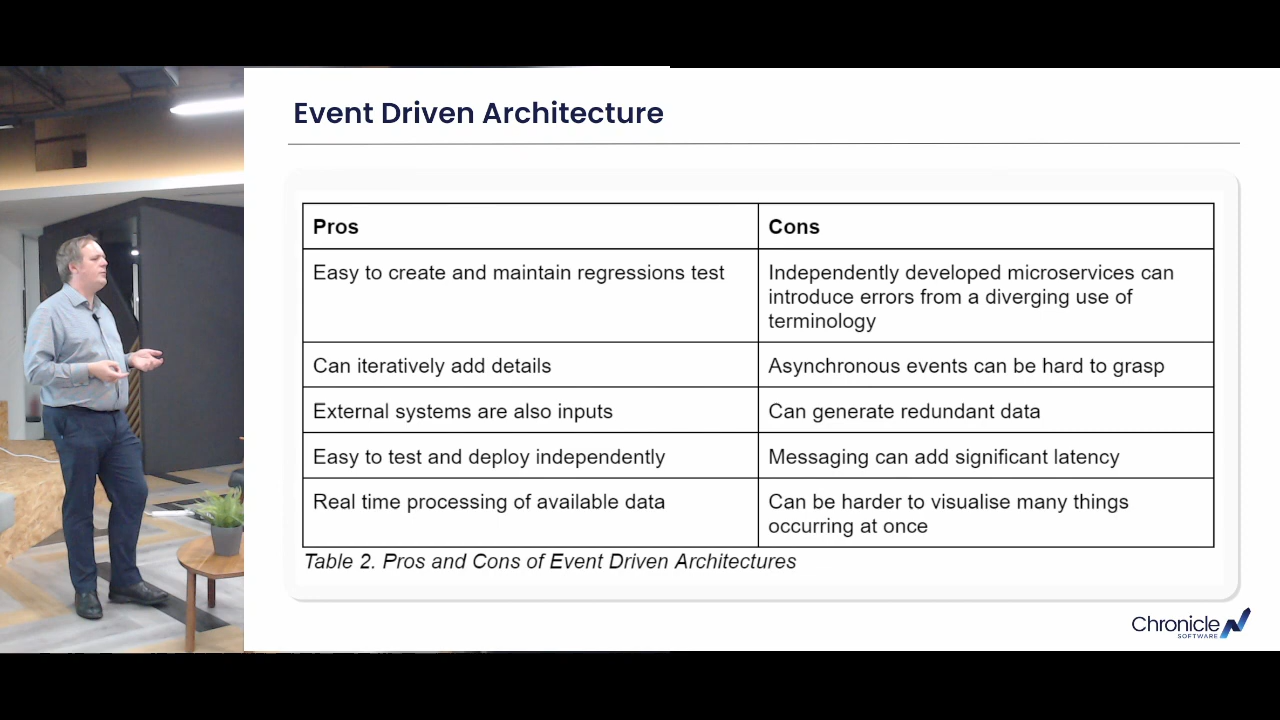 Event Driven Architecture
Pros
Cons
Easy to create and maintain regressions test
Independently developed microservices can
introduce errors from a diverging use of
terminology
Can iteratively add details
Asynchronous events can be hard to grasp
External systems are also inputs
Can generate redundant data
Easy to test and deploy independently
Messaging can add significant latency
Real time processing of available data
Can be harder to visualise many things
occurring at once
Table 2. Pros and Cons of Event Driven Architectures
Chronicle
SOFTWARE